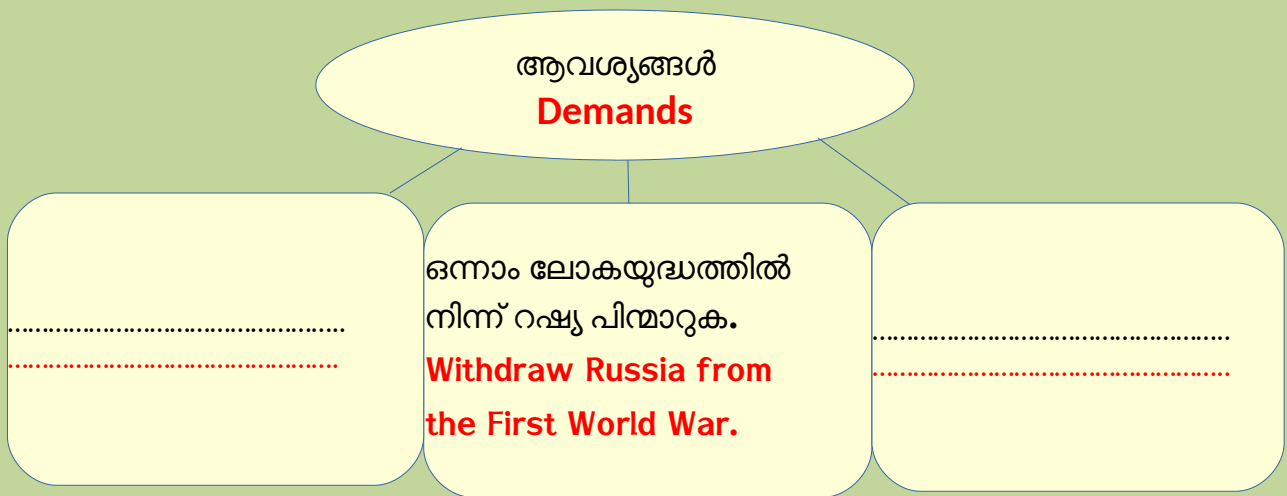 ആവശ്യങ്ങൾ
Demands
................................................
................................................
ഒന്നാം ലോകയുദ്ധത്തിൽ
നിന്ന് റഷ്യ പിന്മാറുക.
Withdraw Russia from
the First World War.
...................................................
...................................................